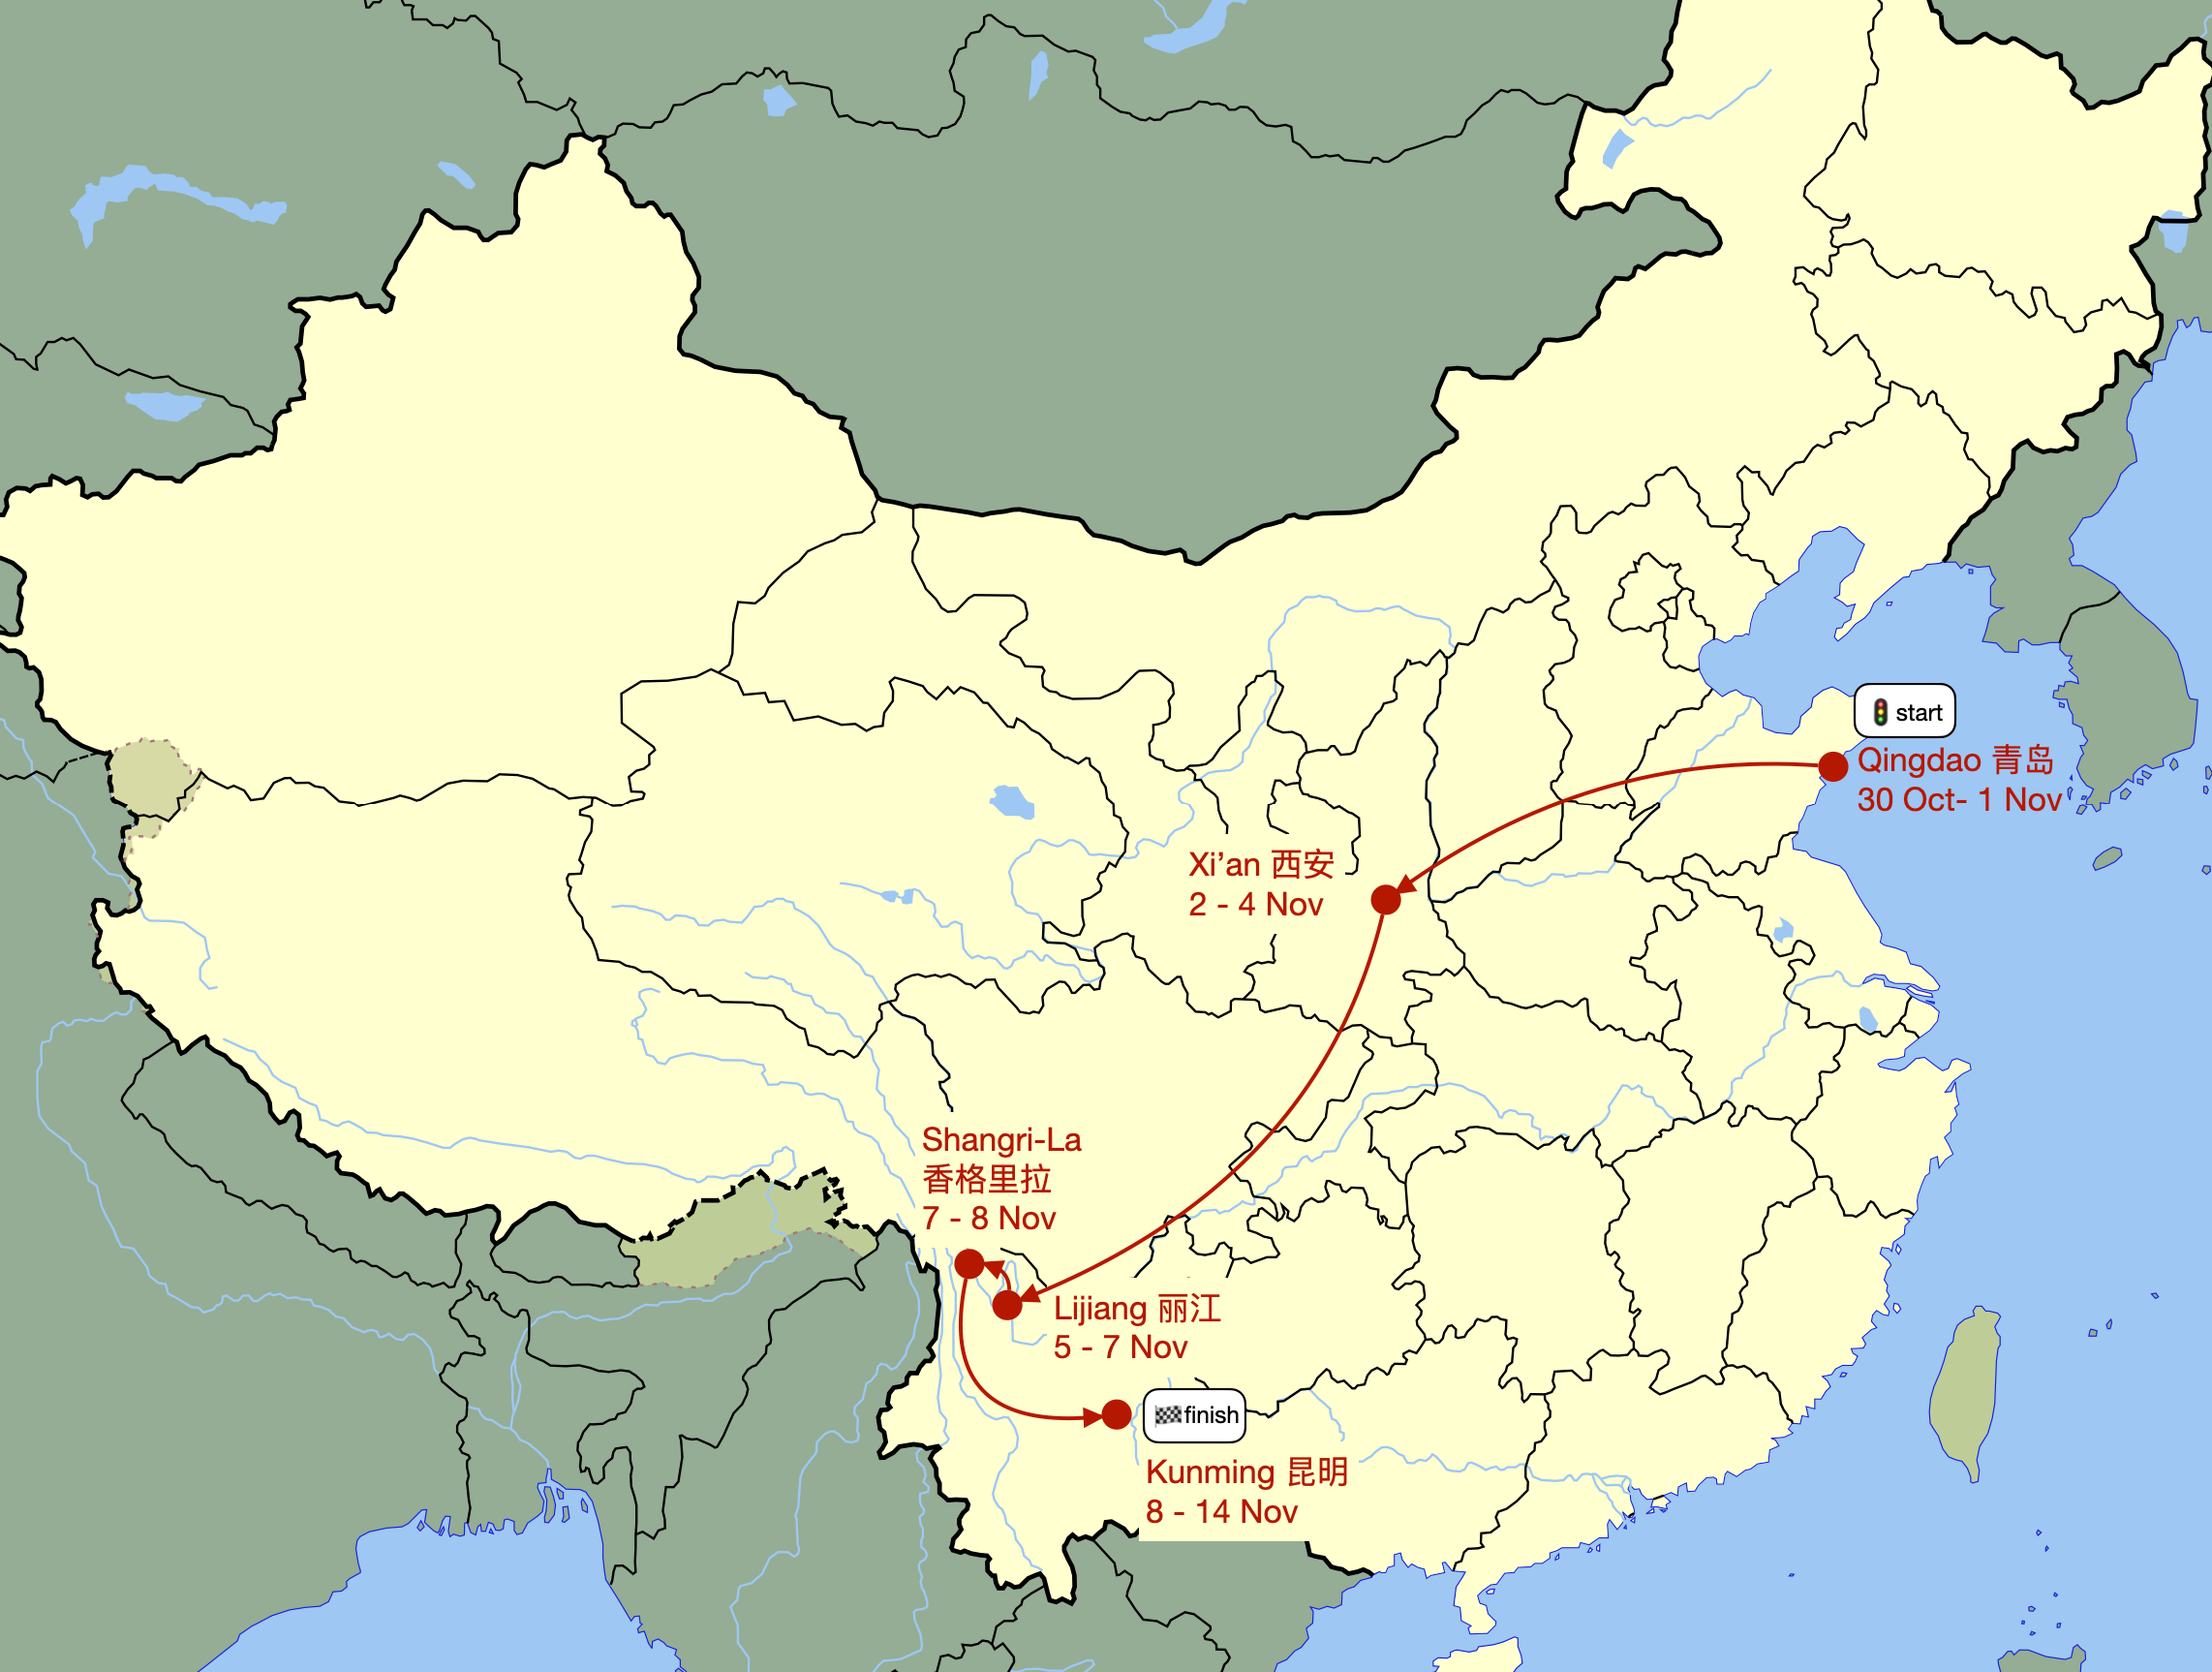 start
Qingdao 青岛
30 Oct- 1 Nov
Xi’an 西安
2 - 4 Nov
Shangri-La
香格里拉
7 - 8 Nov
Lijiang 丽江
5 - 7 Nov
finish
Kunming 昆明
8 - 14 Nov